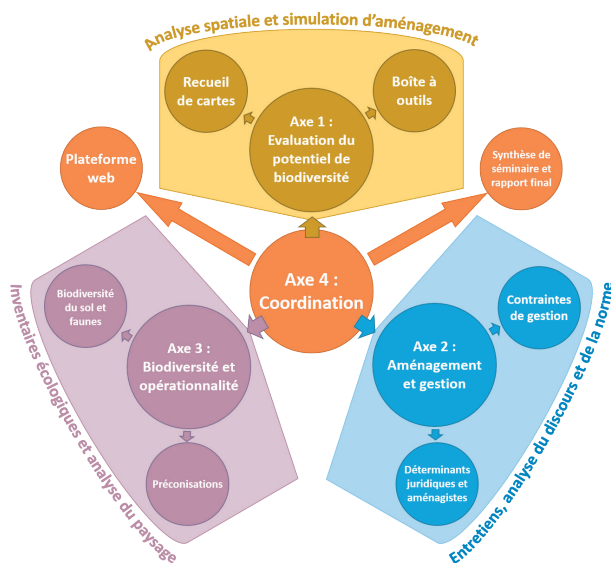 Analyse spatiale et simulation d'aménagement
Recueil
de cartes
Boîte à
outils
Axe 1 :
Evaluation du
potentiel de
biodiversité
Plateforme
web
Synthèse de
séminaire et
rapport final
Axe 4 :
Coordination
Inventaires écologiques et analyse du paysage
Biodiversité
du sol et
faunes
Axe 3 :
Biodiversité et
opérationnalité
Préconisations
Contraintes
de gestion
Axe 2 :
Aménagement
et gestion
Déterminants
juridiques et
aménagistes
Entretiens, analyse du discours et de la norme